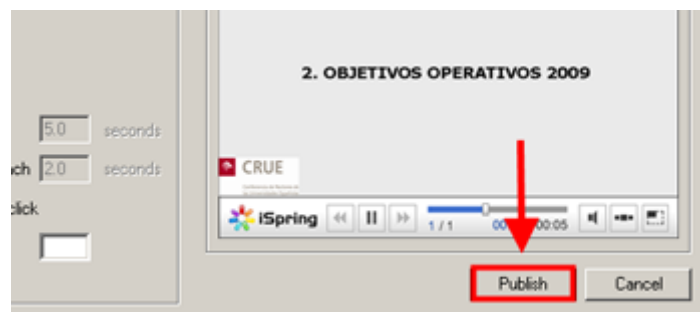 5.0 seconds
ch 2.0 seconds
click
2. OBJETIVOS OPERATIVOS 2009
CRUE
iSpring
1 / 1
00:05
Publish
Cancel